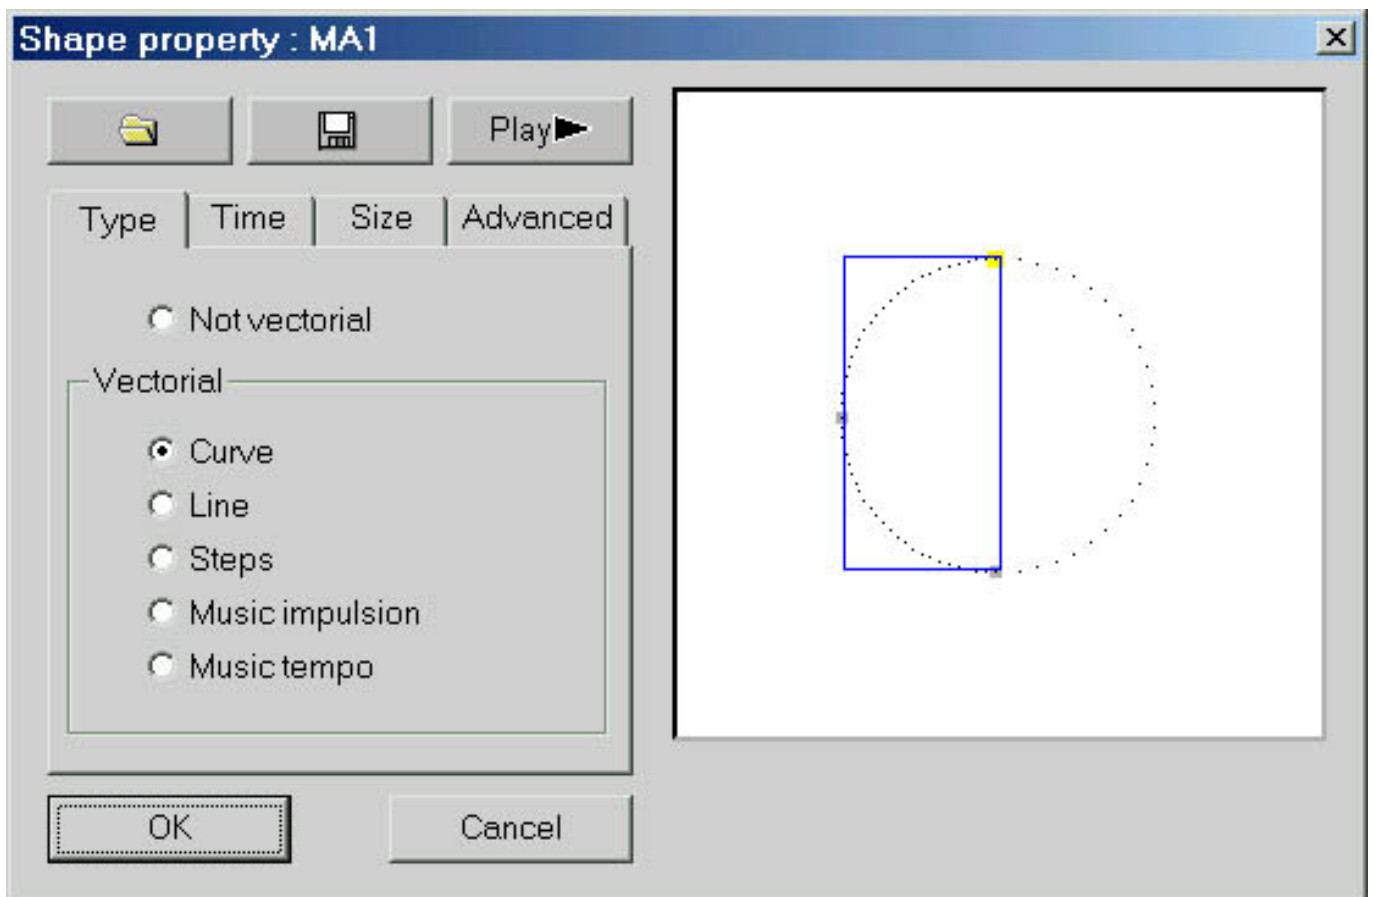 Shape property : MA1
Play
Type Time Size Advanced
Not vectorial
Vectorial
Curve
Line
Steps
Music impulsion
Music tempo
OK Cancel